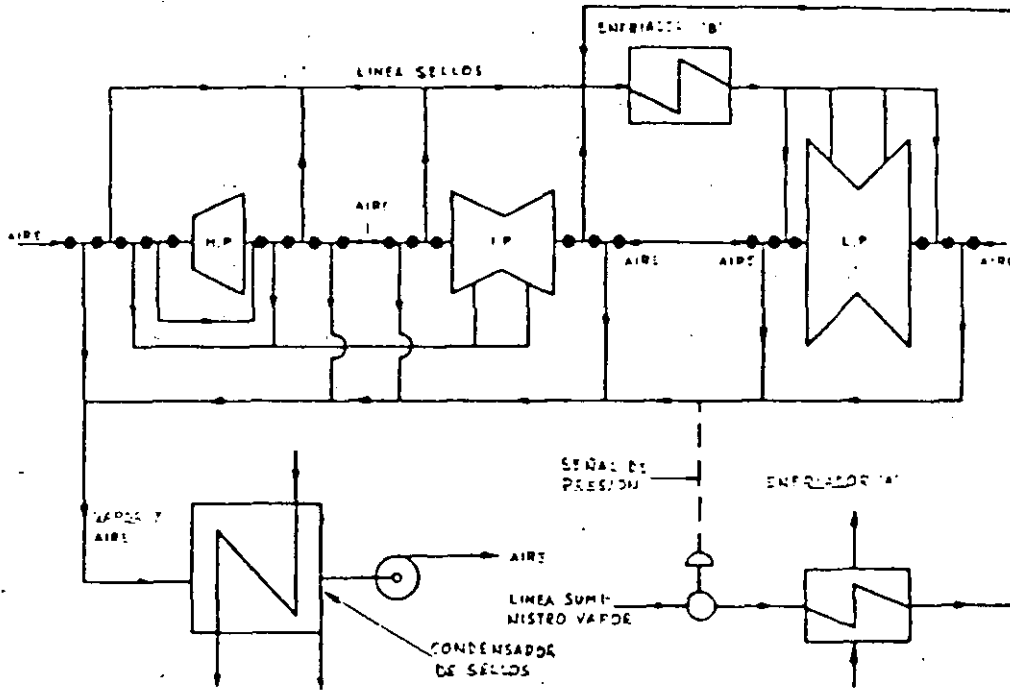 ENFRIADOR "B"
LINEA SELLOS
AIRE
AIRE
H.P
I.P
L.P
AIRE
AIRE
AIRE
SEÑAL DE
PRESION
ENFRIADOR "A"
VAPOR Y
AIRE
AIRE
LINEA SUMI-
NISTRO VAPOR
CONDENSADOR
DE SELLOS